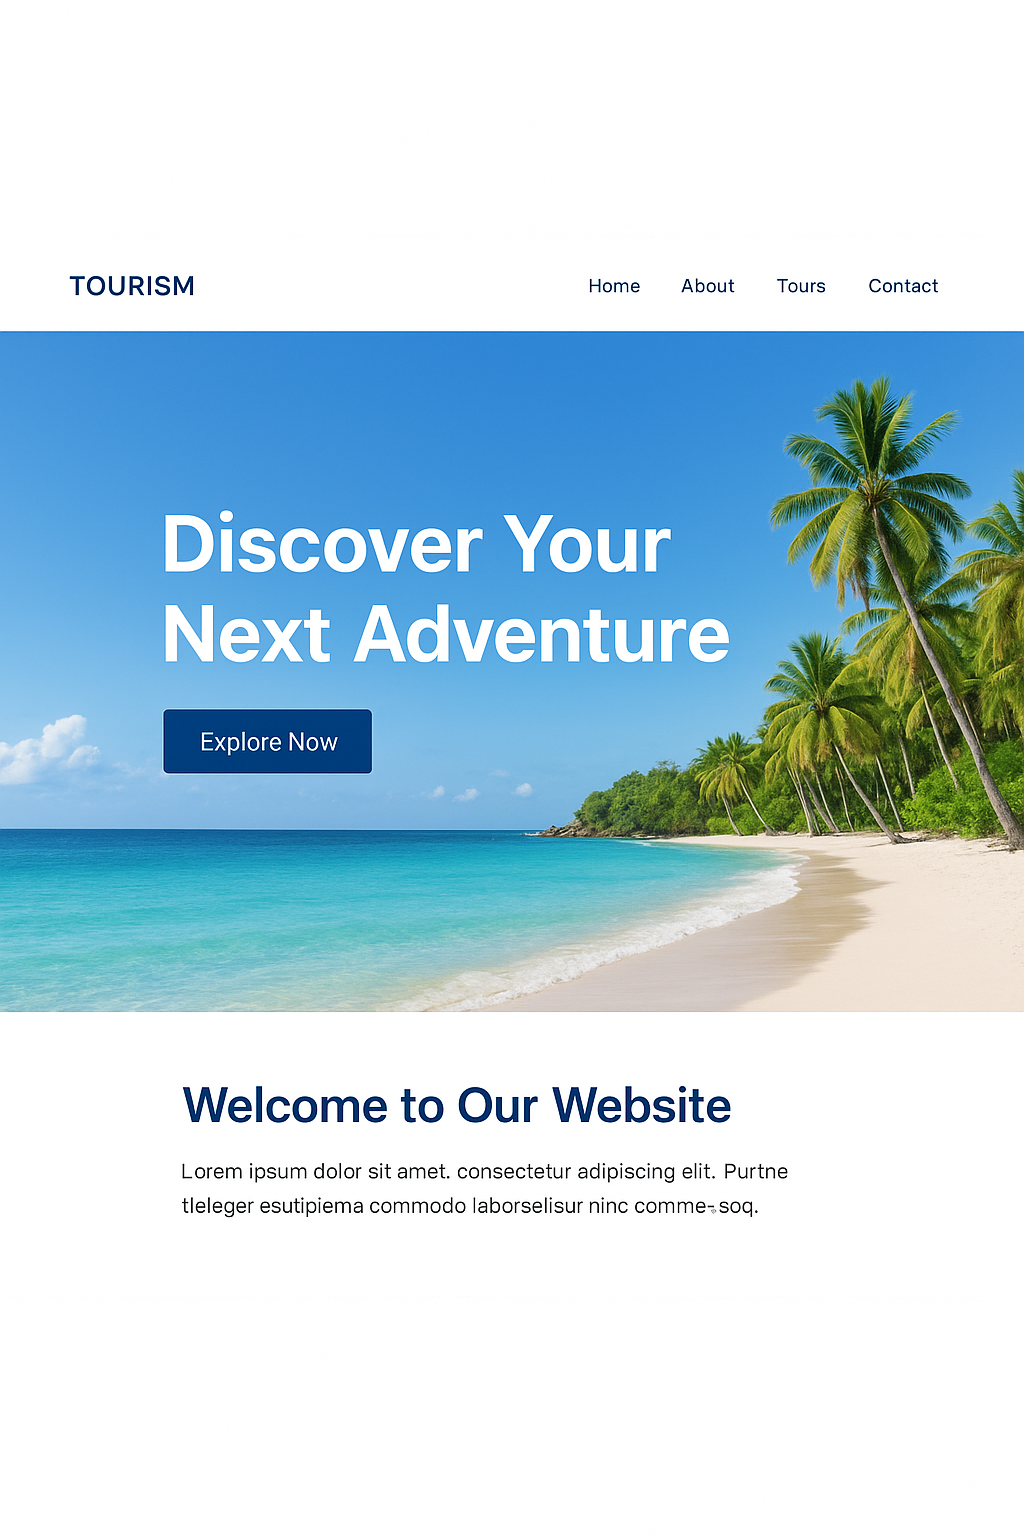 TOURISM
Home About Tours Contact
Discover Your
Next Adventure
Explore Now
Welcome to Our Website
Lorem ipsum dolor sit amet. consectetur adipiscing elit. Purtne
tleleger esutipiema commodo laborselisur ninc comme-soq.